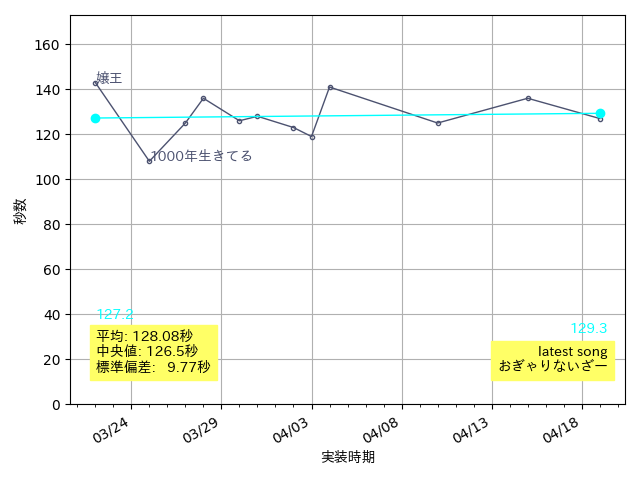 160
140
120
100
80
60
40
20
0
秒数
嬢王
1000年生きてる
127.2
平均: 128.08秒
中央値: 126.5秒
標準偏差:   9.77秒
129.3
latest song
おぎゃりないざー
03/24
03/29
04/03
04/08
04/13
04/18
実装時期